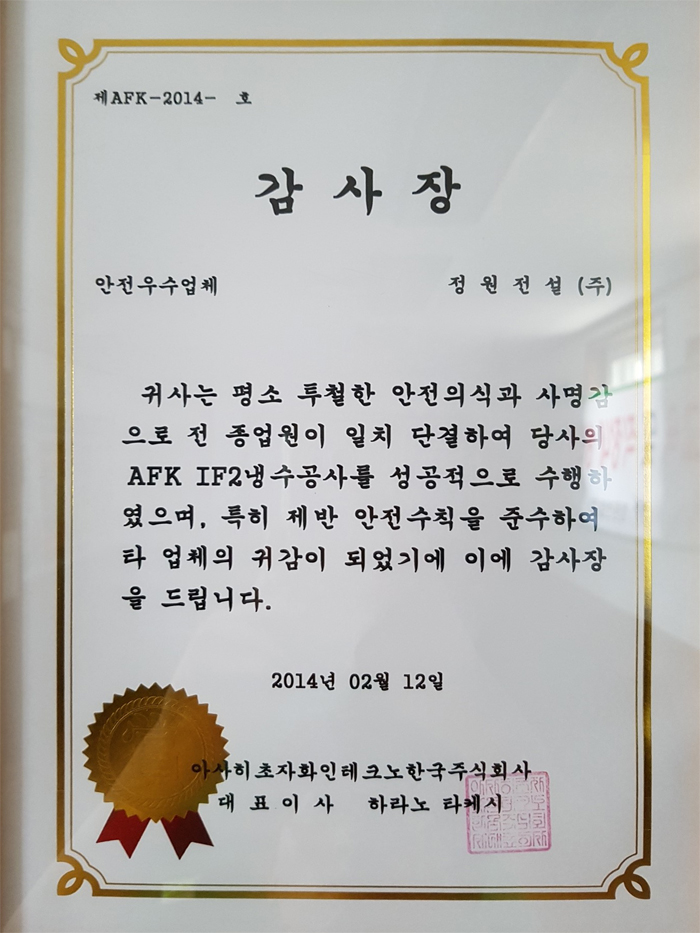 제AFK-2014- 호
감 사 장
안전우수업체 정 원 전 설 (주)
귀사는 평소 투철한 안전의식과 사명감
으로 전 종업원이 일치 단결하여 당사의
AFK IF2냉수공사를 성공적으로 수행하
였으며, 특히 제반 안전수칙을 준수하여
타 업체의 귀감이 되었기에 이에 감사장
을 드립니다.
2014년 02월 12일
아사히초자화인테크노한국주식회사
대 표 이 사 하라노 타케시